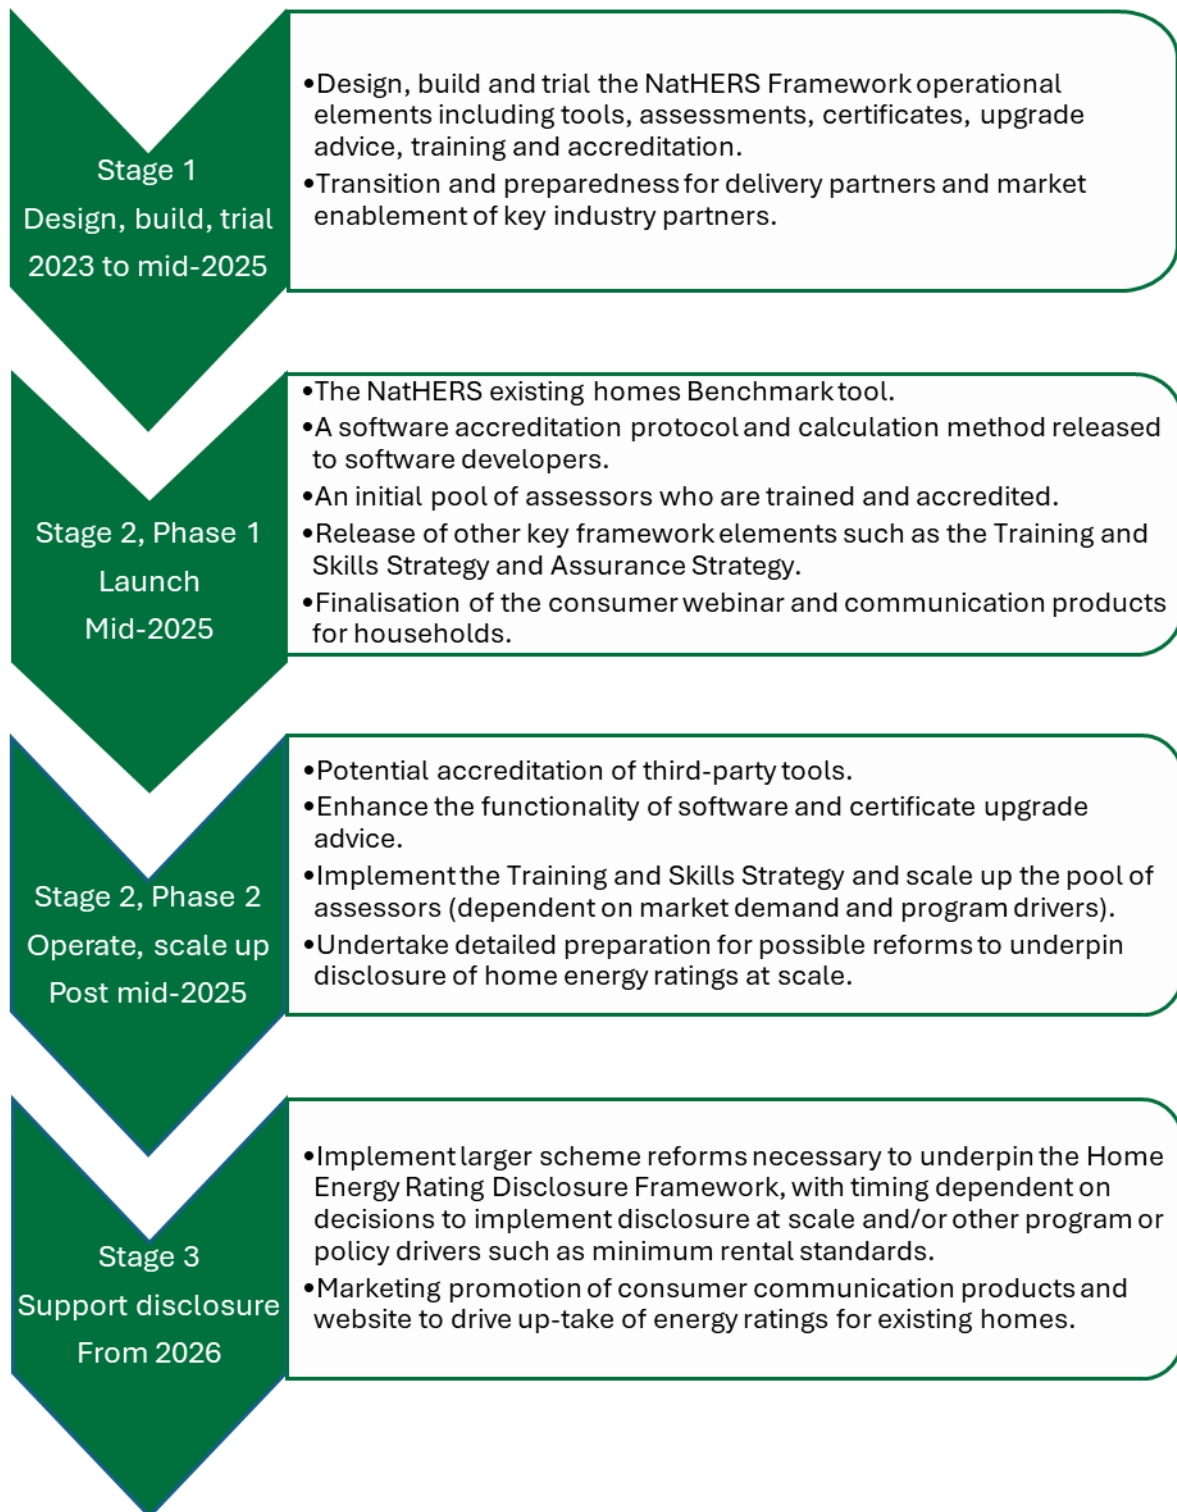 Stage 1
Design, build, trial
2023 to mid-2025
•Design, build and trial the NatHERS Framework operational
elements including tools, assessments, certificates, upgrade
advice, training and accreditation.
•Transition and preparedness for delivery partners and market
enablement of key industry partners.
Stage 2, Phase 1
Launch
Mid-2025
•The NatHERS existing homes Benchmark tool.
•A software accreditation protocol and calculation method released
to software developers.
•An initial pool of assessors who are trained and accredited.
•Release of other key framework elements such as the Training and
Skills Strategy and Assurance Strategy.
•Finalisation of the consumer webinar and communication products
for households.
Stage 2, Phase 2
Operate, scale up
Post mid-2025
•Potential accreditation of third-party tools.
•Enhance the functionality of software and certificate upgrade
advice.
•Implement the Training and Skills Strategy and scale up the pool of
assessors (dependent on market demand and program drivers).
•Undertake detailed preparation for possible reforms to underpin
disclosure of home energy ratings at scale.
Stage 3
Support disclosure
From 2026
•Implement larger scheme reforms necessary to underpin the Home
Energy Rating Disclosure Framework, with timing dependent on
decisions to implement disclosure at scale and/or other program or
policy drivers such as minimum rental standards.
•Marketing promotion of consumer communication products and
website to drive up-take of energy ratings for existing homes.